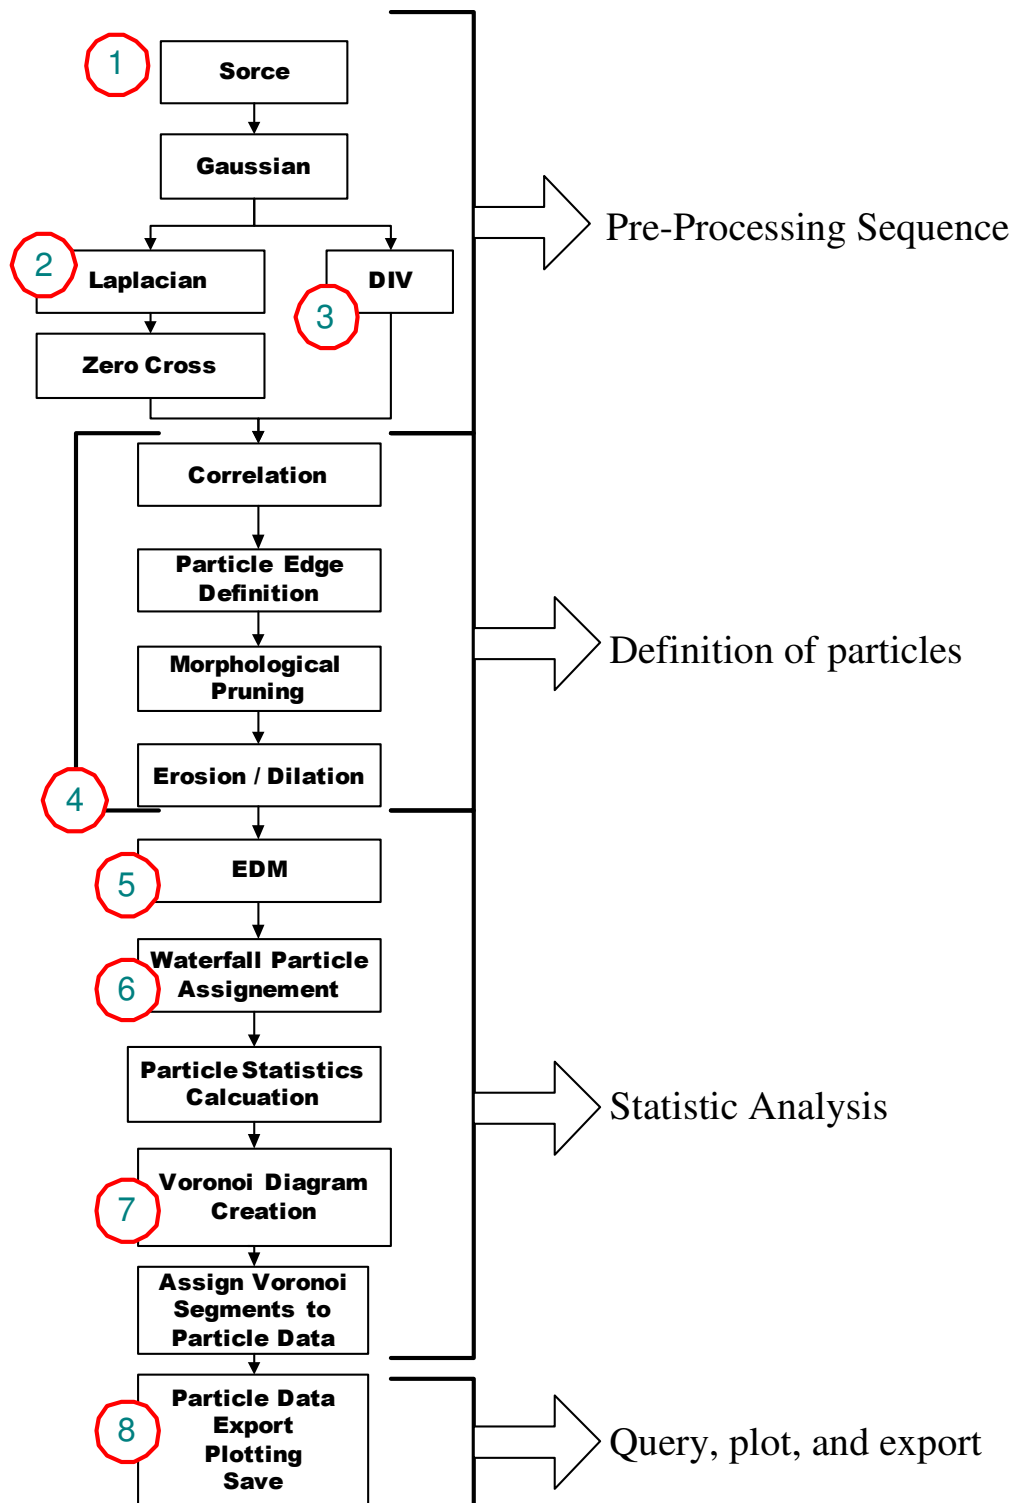 1
Sorce
Gaussian
Pre-Processing Sequence
2
Laplacian
DIV
3
Zero Cross
Correlation
Particle Edge
Definition
Morphological
Pruning
Definition of particles
Erosion / Dilation
4
EDM
5
Waterfall Particle
Assignement
6
Particle Statistics
Calcuation
Statistic Analysis
Voronoi Diagram
Creation
7
Assign Voronoi
Segments to
Particle Data
Particle Data
Export
Plotting
Save
8
Query, plot, and export